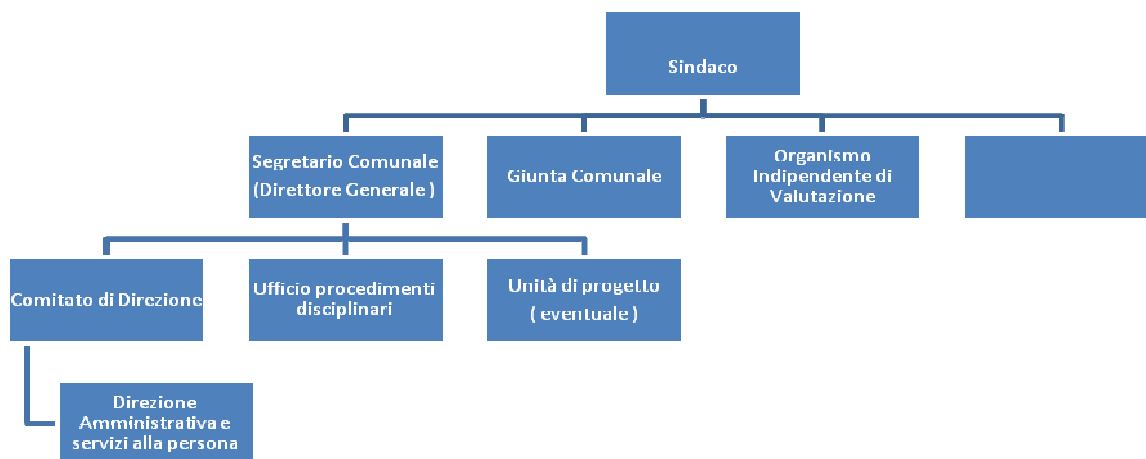 Sindaco
Segretario Comunale
(Direttore Generale )
Giunta Comunale
Organismo
Indipendente di
Valutazione
Comitato di Direzione
Ufficio procedimenti
disciplinari
Unità di progetto
( eventuale )
Direzione
Amministrativa e
servizi alla persona